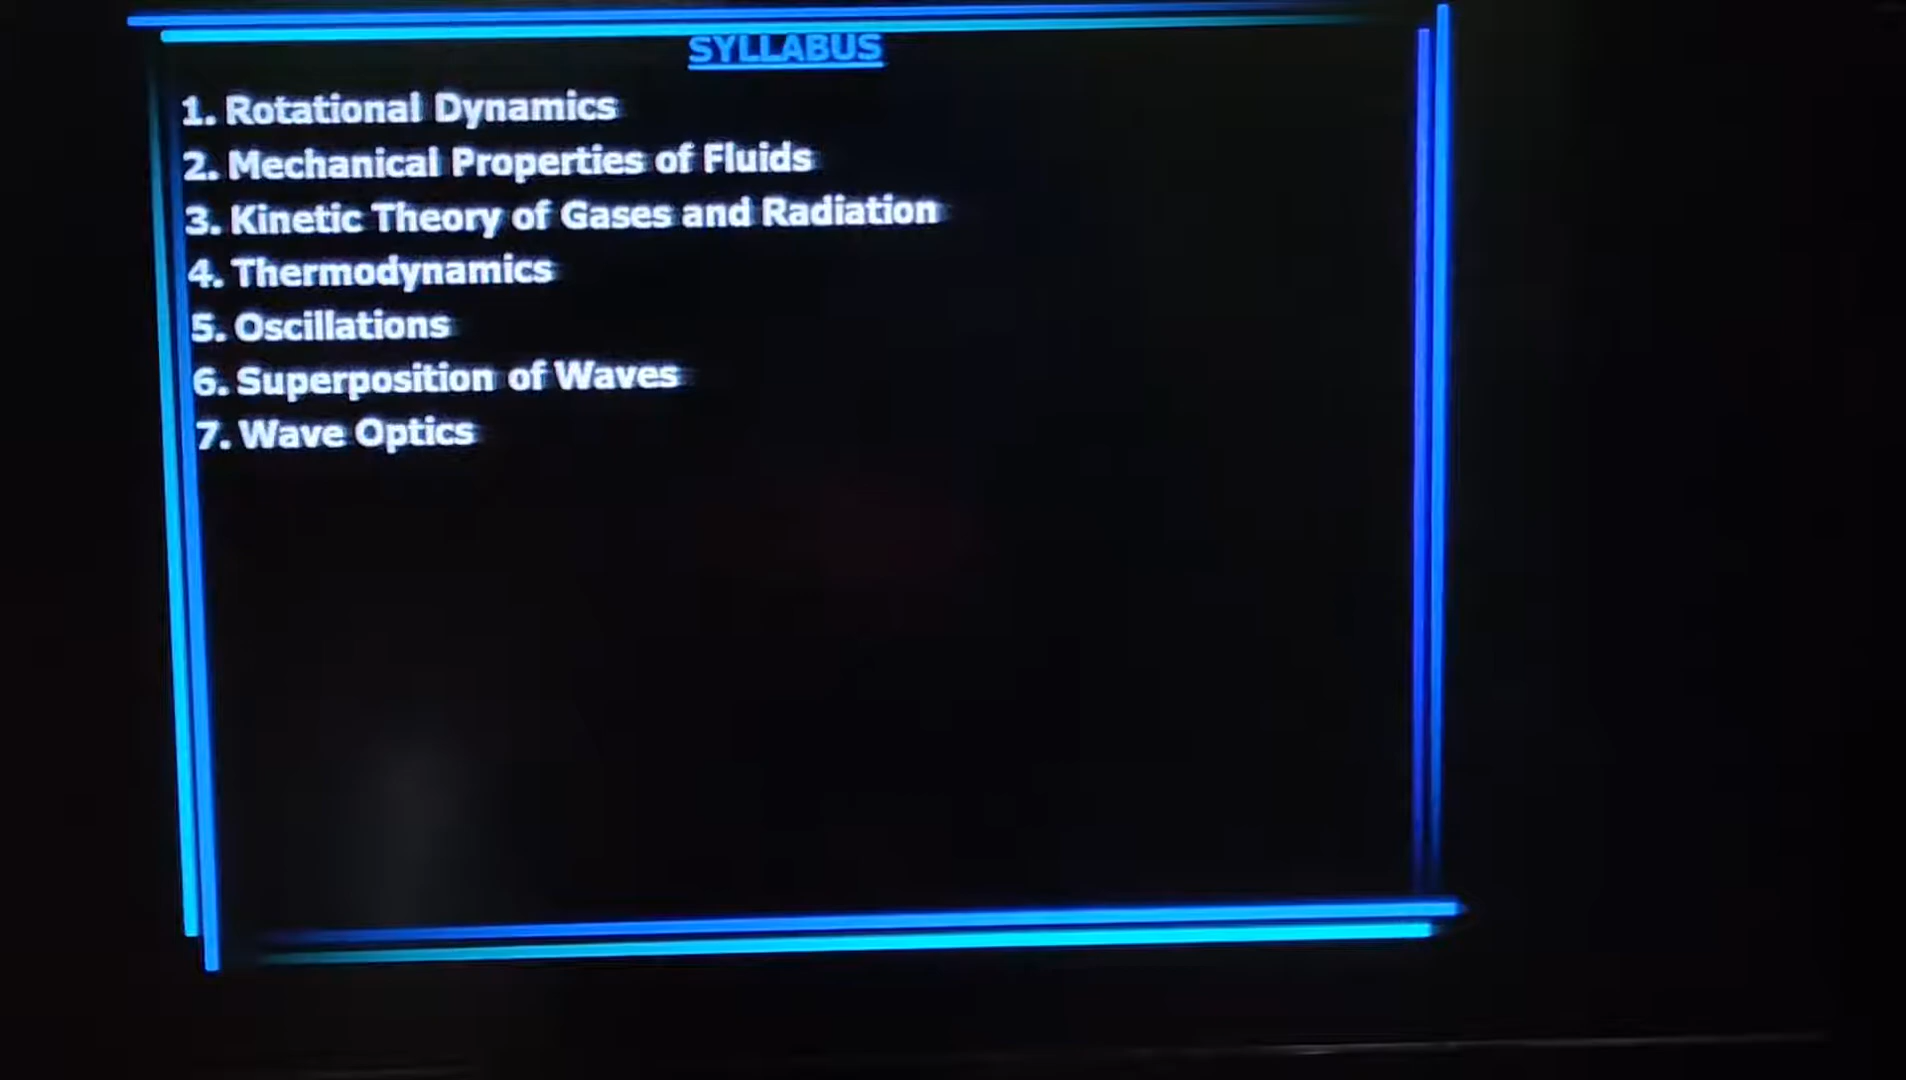 SYLLABUS
1. Rotational Dynamics
2. Mechanical Properties of Fluids
3. Kinetic Theory of Gases and Radiation
4. Thermodynamics
5. Oscillations
6. Superposition of Waves
7. Wave Optics